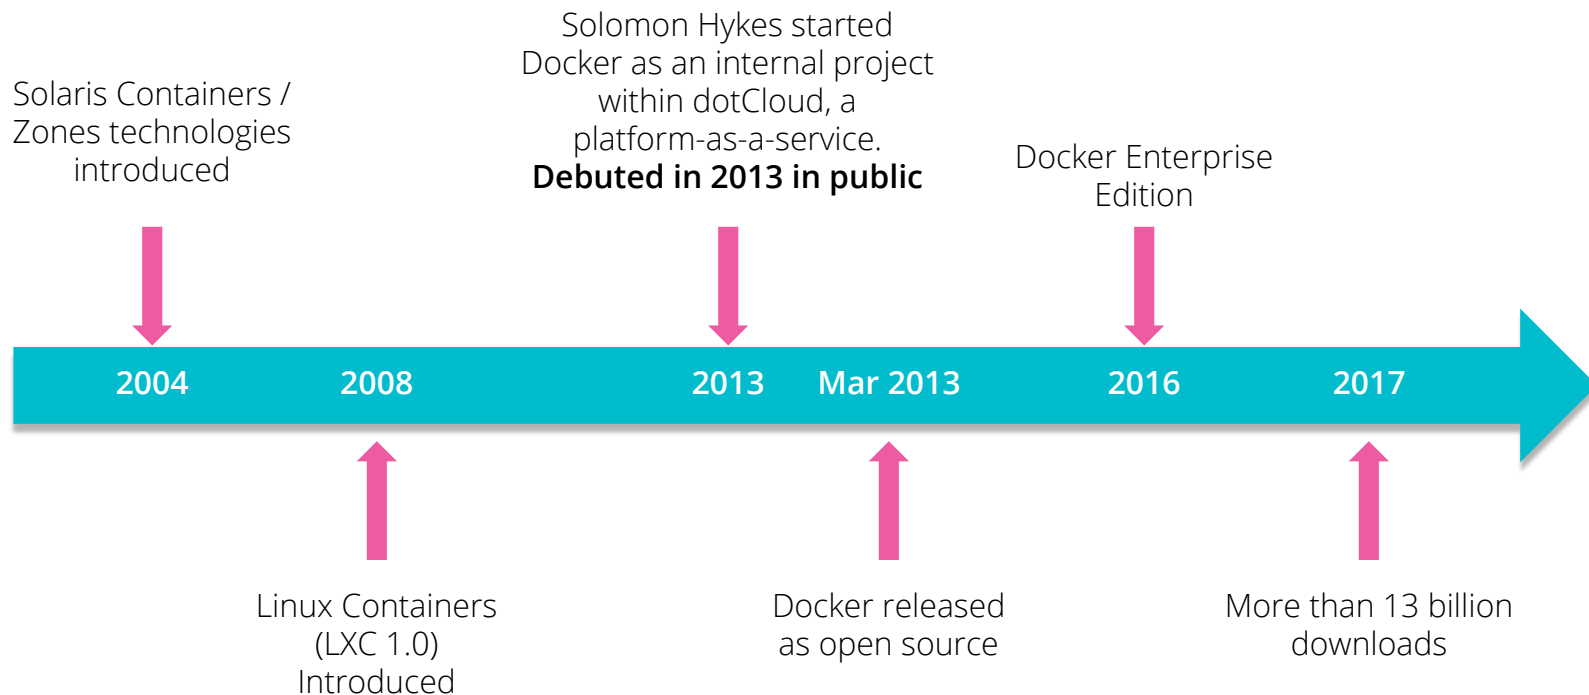 Solaris Containers /
Zones technologies
introduced
Solomon Hykes started
Docker as an internal project
within dotCloud, a
platform-as-a-service.
Debuted in 2013 in public
Docker Enterprise
Edition
2004
2008
2013
Mar 2013
2016
2017
Linux Containers
(LXC 1.0)
Introduced
Docker released
as open source
More than 13 billion
downloads